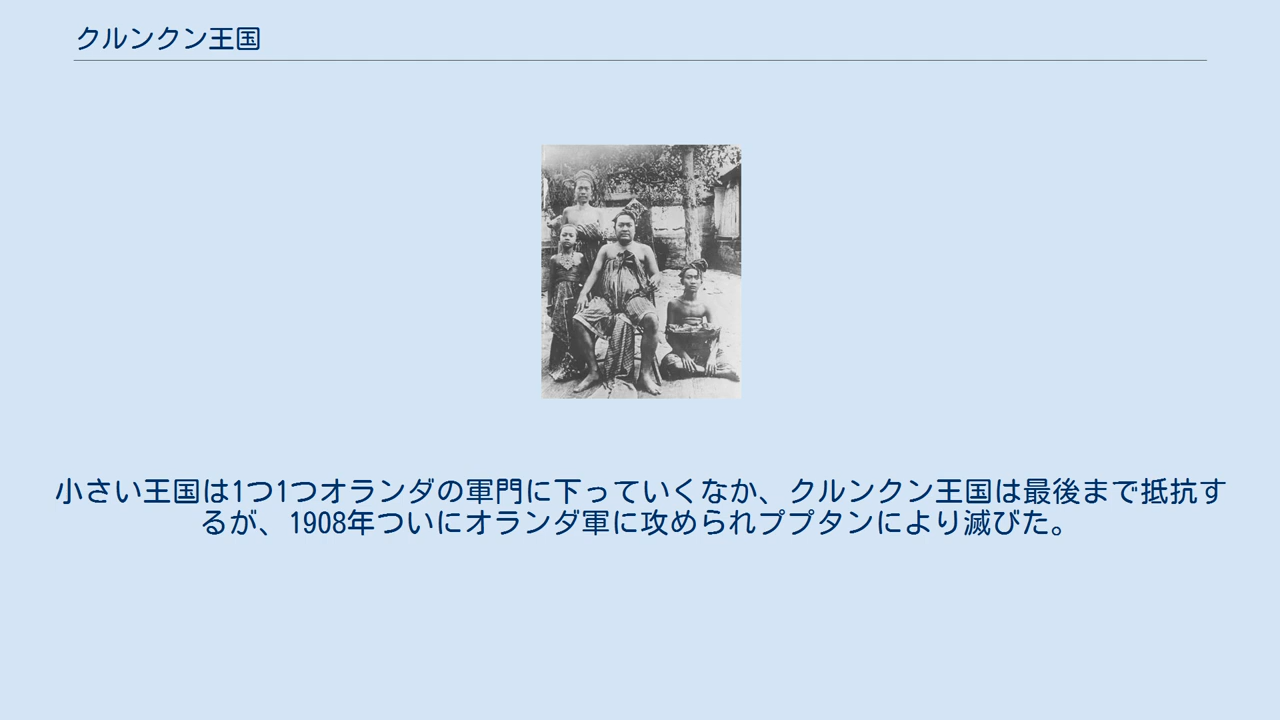 クルンクン王国
小さい王国は1つ1つオランダの軍門に下っていくなか、クルンクン王国は最後まで抵抗す
るが、1908年ついにオランダ軍に攻められププタンにより滅びた。